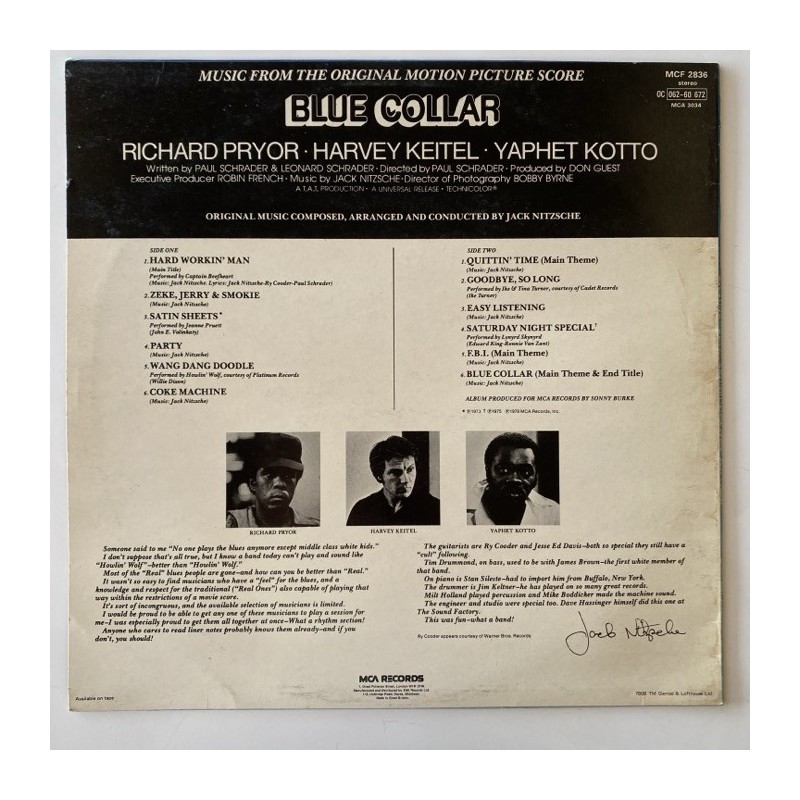 MUSIC FROM THE ORIGINAL MOTION PICTURE SCORE
MCF 2836
stereo
OC 062-60 672
MCA 3034
BLUE COLLAR
RICHARD PRYOR · HARVEY KEITEL · YAPHET KOTTO
Written by PAUL SCHRADER & LEONARD SCHRADER · Directed by PAUL SCHRADER · Produced by DON GUEST
Executive Producer ROBIN FRENCH · Music by JACK NITZSCHE · Director of Photography BOBBY BYRNE
A T.A.T. PRODUCTION · A UNIVERSAL RELEASE · TECHNICOLOR®
ORIGINAL MUSIC COMPOSED, ARRANGED AND CONDUCTED BY JACK NITZSCHE
SIDE ONE
1. HARD WORKIN' MAN
(Main Title)
Performed by Captain Beefheart
(Music: Jack Nitzsche. Lyrics: Jack Nitzsche-Ry Cooder-Paul Schrader)
2. ZEKE, JERRY & SMOKIE
(Music: Jack Nitzsche)
3. SATIN SHEETS*
Performed by Jeanne Pruett
(John E. Volinkaty)
4. PARTY
(Music: Jack Nitzsche)
5. WANG DANG DOODLE
Performed by Howlin' Wolf, courtesy of Platinum Records
(Willie Dixon)
6. COKE MACHINE
(Music: Jack Nitzsche)
SIDE TWO
1. QUITTIN' TIME (Main Theme)
(Music: Jack Nitzsche)
2. GOODBYE, SO LONG
Performed by Ike & Tina Turner, courtesy of Cadet Records
(Ike Turner)
3. EASY LISTENING
(Music: Jack Nitzsche)
4. SATURDAY NIGHT SPECIAL†
Performed by Lynyrd Skynyrd
(Edward King-Ronnie Van Zant)
5. F.B.I. (Main Theme)
(Music: Jack Nitzsche)
6. BLUE COLLAR (Main Theme & End Title)
(Music: Jack Nitzsche)
ALBUM PRODUCED FOR MCA RECORDS BY SONNY BURKE
* ℗1973 † ℗1975 ℗1978 MCA Records, Inc.
RICHARD PRYOR
HARVEY KEITEL
YAPHET KOTTO
Someone said to me "No one plays the blues anymore except middle class white kids."
I don't suppose that's all true, but I know a band today can't play and sound like
"Howlin' Wolf"-better than "Howlin' Wolf."
Most of the "Real" blues people are gone-and how can you be better than "Real."
It wasn't so easy to find musicians who have a "feel" for the blues, and a
knowledge and respect for the traditional ("Real Ones") also capable of playing that
way within the restrictions of a movie score.
It's sort of incongruous, and the available selection of musicians is limited.
I would be proud to get any one of these musicians to play a session for
me-I was especially proud to get them all together at once-What a rhythm section!
Anyone who cares to read liner notes probably knows them already-and if you
don't, you should!
The guitarists are Ry Cooder and Jesse Ed Davis-both so special they still have a
"cult" following.
Tim Drummond, on bass, used to be with James Brown-the first white member of
that band.
On piano is Stan Silesto-had to import him from Buffalo, New York.
The drummer is Jim Keltner-he has played on so many great records.
Milt Holland played percussion and Mike Boddicker made the machine sound.
The engineer and studio were special too. Dave Hassinger himself did this one at
The Sound Factory.
This was fun-what a band!
Ry Cooder appears courtesy of Warner Bros. Records
Jack Nitzsche
MCA RECORDS
Made in Great Britain.
Available on tape